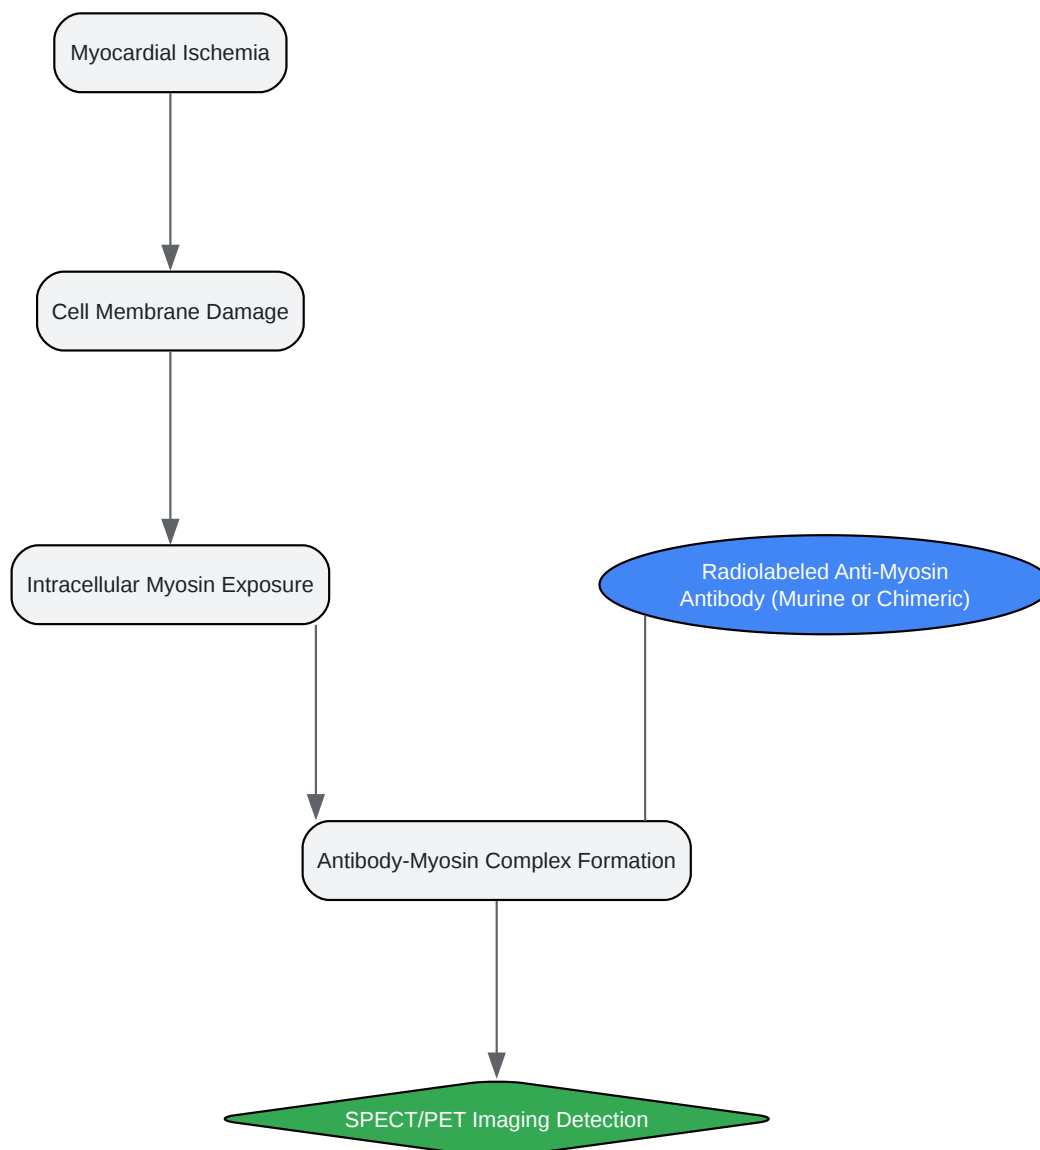 Myocardial Ischemia
Cell Membrane Damage
Intracellular Myosin Exposure
Radiolabeled Anti-Myosin
Antibody (Murine or Chimeric)
Antibody-Myosin Complex Formation
SPECT/PET Imaging Detection